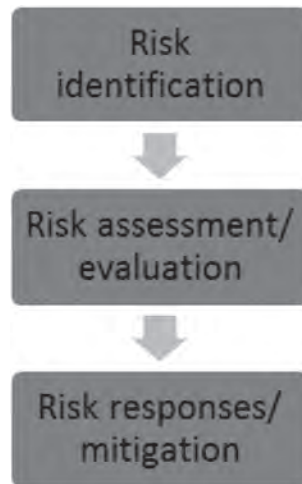 Risk
identification
Risk assessment/
evaluation
Risk responses/
mitigation